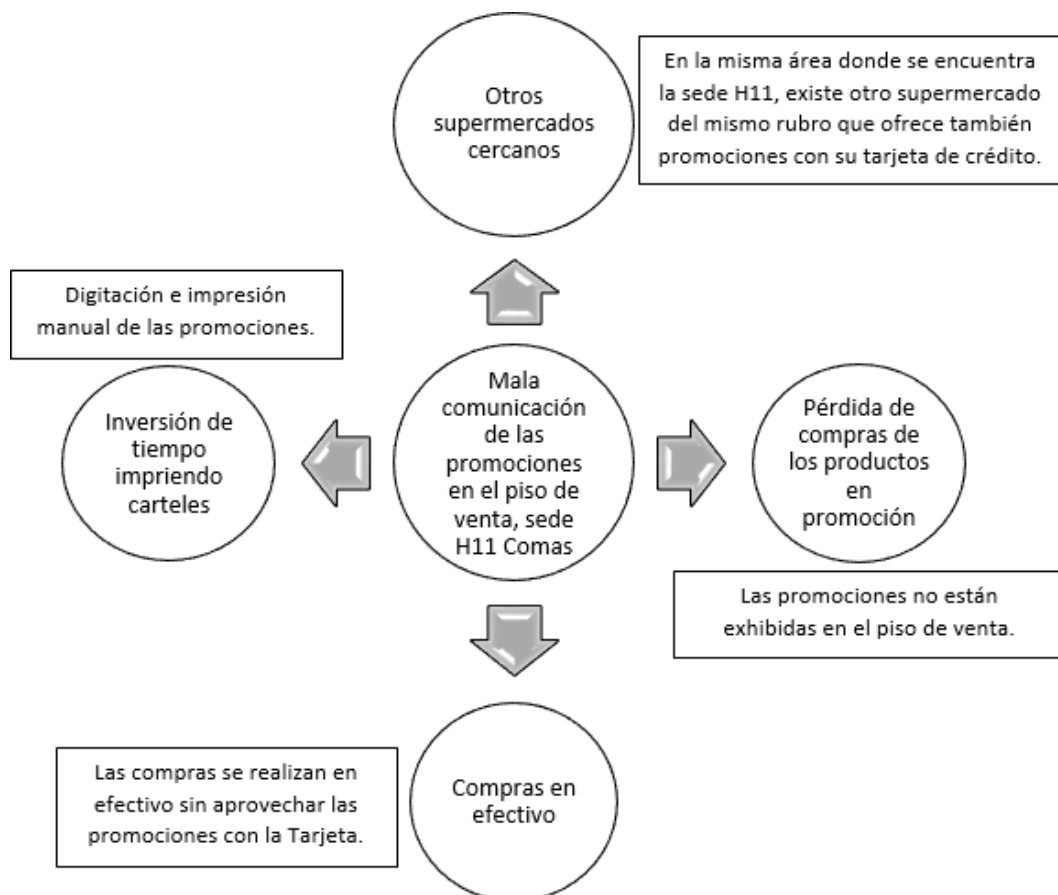 Otros
supermercados
cercanos
En la misma área donde se encuentra
la sede H11, existe otro supermercado
del mismo rubro que ofrece también
promociones con su tarjeta de crédito.
Digitación e impresión
manual de las promociones.
Inversión de
tiempo
impriendo
carteles
Mala
comunicación
de las
promociones
en el piso de
venta, sede
H11 Comas
Pérdida de
compras de
los productos
en
promoción
Las promociones no están
exhibidas en el piso de venta.
Las compras se realizan en
efectivo sin aprovechar las
promociones con la Tarjeta.
Compras en
efectivo